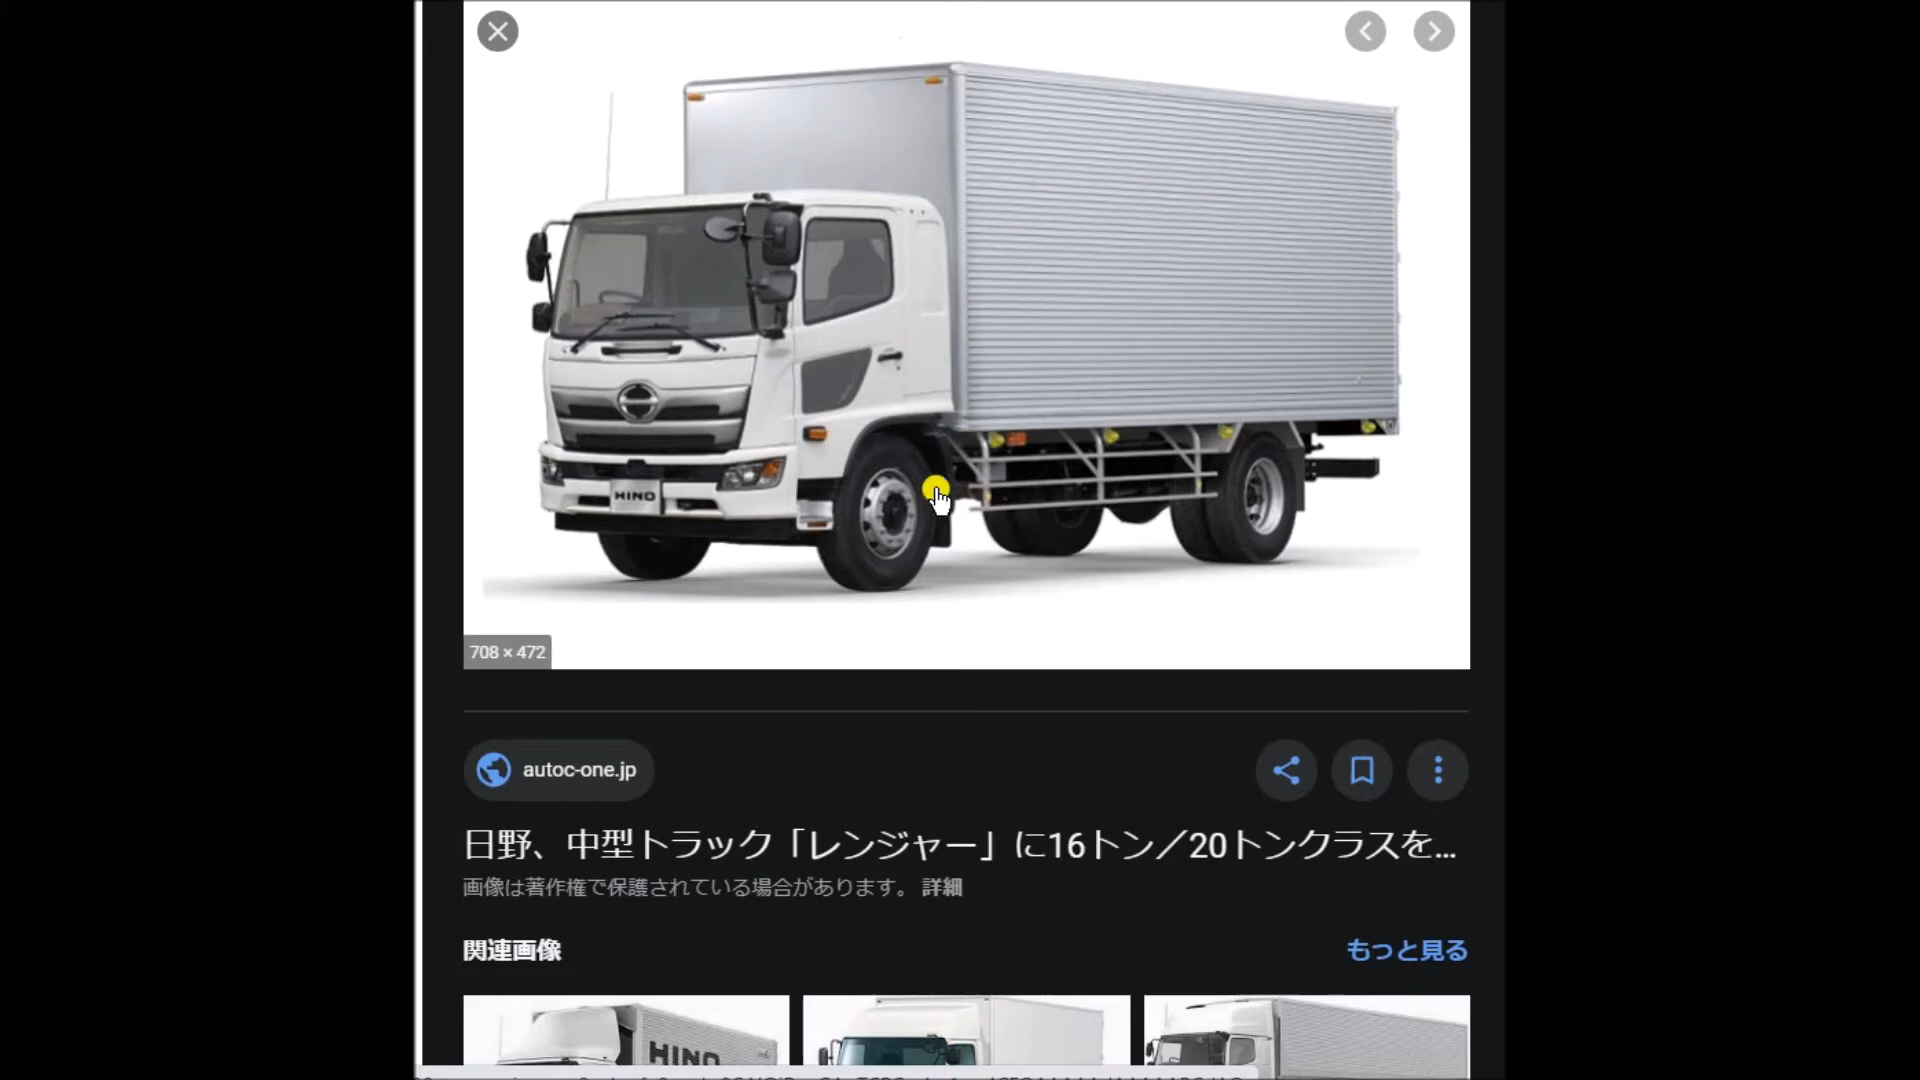 HINO
708 × 472
autoc-one.jp
日野、中型トラック「レンジャー」に16トン／20トンクラスを...
画像は著作権で保護されている場合があります。 詳細
関連画像
もっと見る
HINO